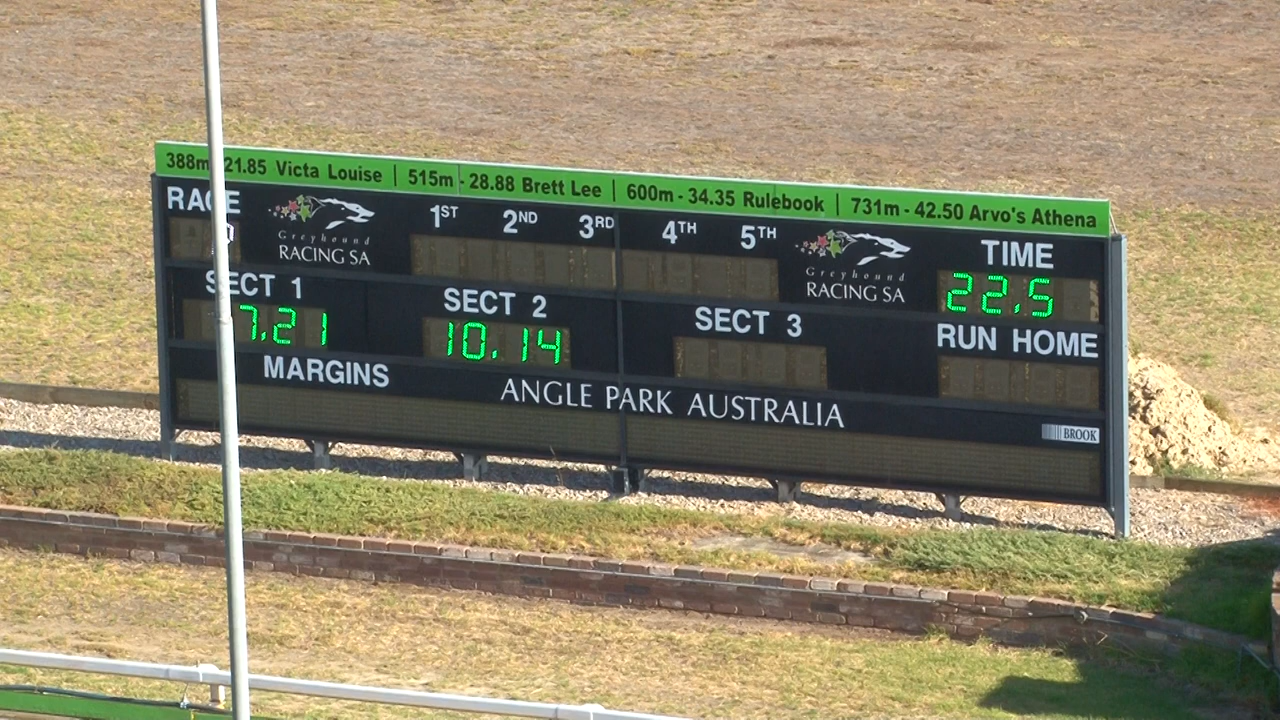 388m 21.85 Victa Louise | 515m - 28.88 Brett Lee | 600m - 34.35 Rulebook | 731m - 42.50 Arvo's Athena
RACE
Greyhound
RACING SA
1ST 2ND 3RD 4TH 5TH
Greyhound
RACING SA
TIME
22.5
SECT 1
7.21
SECT 2
10.14
SECT 3
RUN HOME
MARGINS
ANGLE PARK AUSTRALIA
BROOK